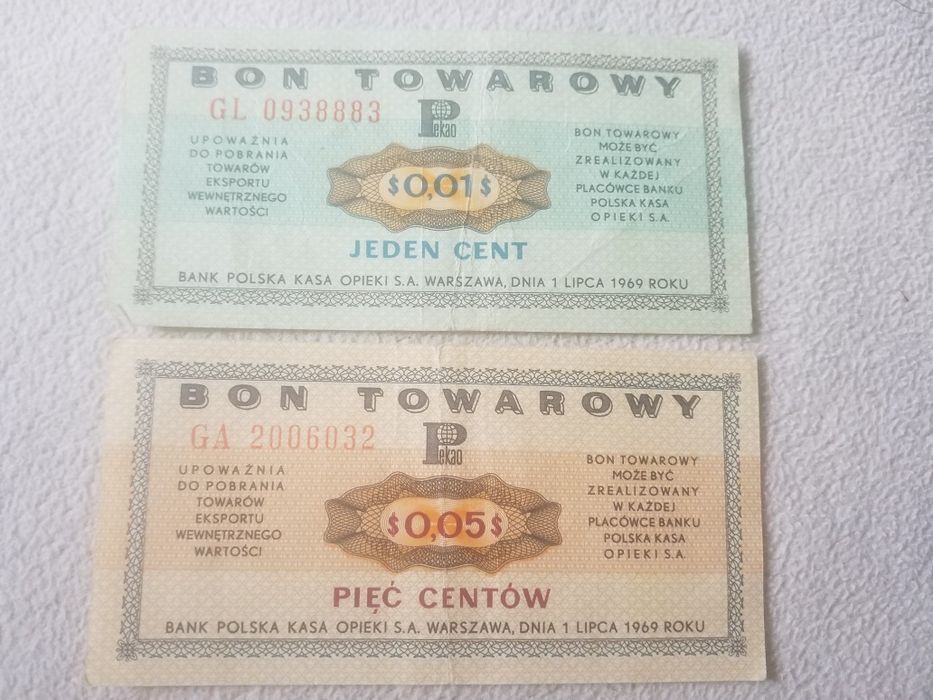 BON TOWAROWY
GL 0938883
Pekao
UPOWAŻNIA
DO POBRANIA
TOWARÓW
EKSPORTU
WEWNĘTRZNEGO
WARTOŚCI
$0,01$
BON TOWAROWY
MOŻE BYĆ
ZREALIZOWANY
W KAŻDEJ
PLACÓWCE BANKU
POLSKA KASA
OPIEKI S.A.
JEDEN CENT
BANK POLSKA KASA OPIEKI S.A. WARSZAWA, DNIA 1 LIPCA 1969 ROKU
BON TOWAROWY
GA 2006032
Pekao
UPOWAŻNIA
DO POBRANIA
TOWARÓW
EKSPORTU
WEWNĘTRZNEGO
WARTOŚCI
$0,05$
BON TOWAROWY
MOŻE BYĆ
ZREALIZOWANY
W KAŻDEJ
PLACÓWCE BANKU
POLSKA KASA
OPIEKI S.A.
PIĘĆ CENTÓW
BANK POLSKA KASA OPIEKI S.A. WARSZAWA, DNIA 1 LIPCA 1969 ROKU